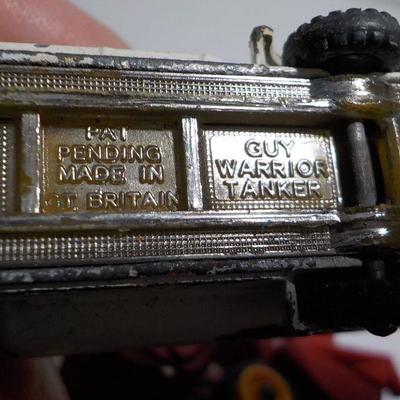 PAT
PENDING
MADE IN
GT. BRITAIN
GUY
WARRIOR
TANKER